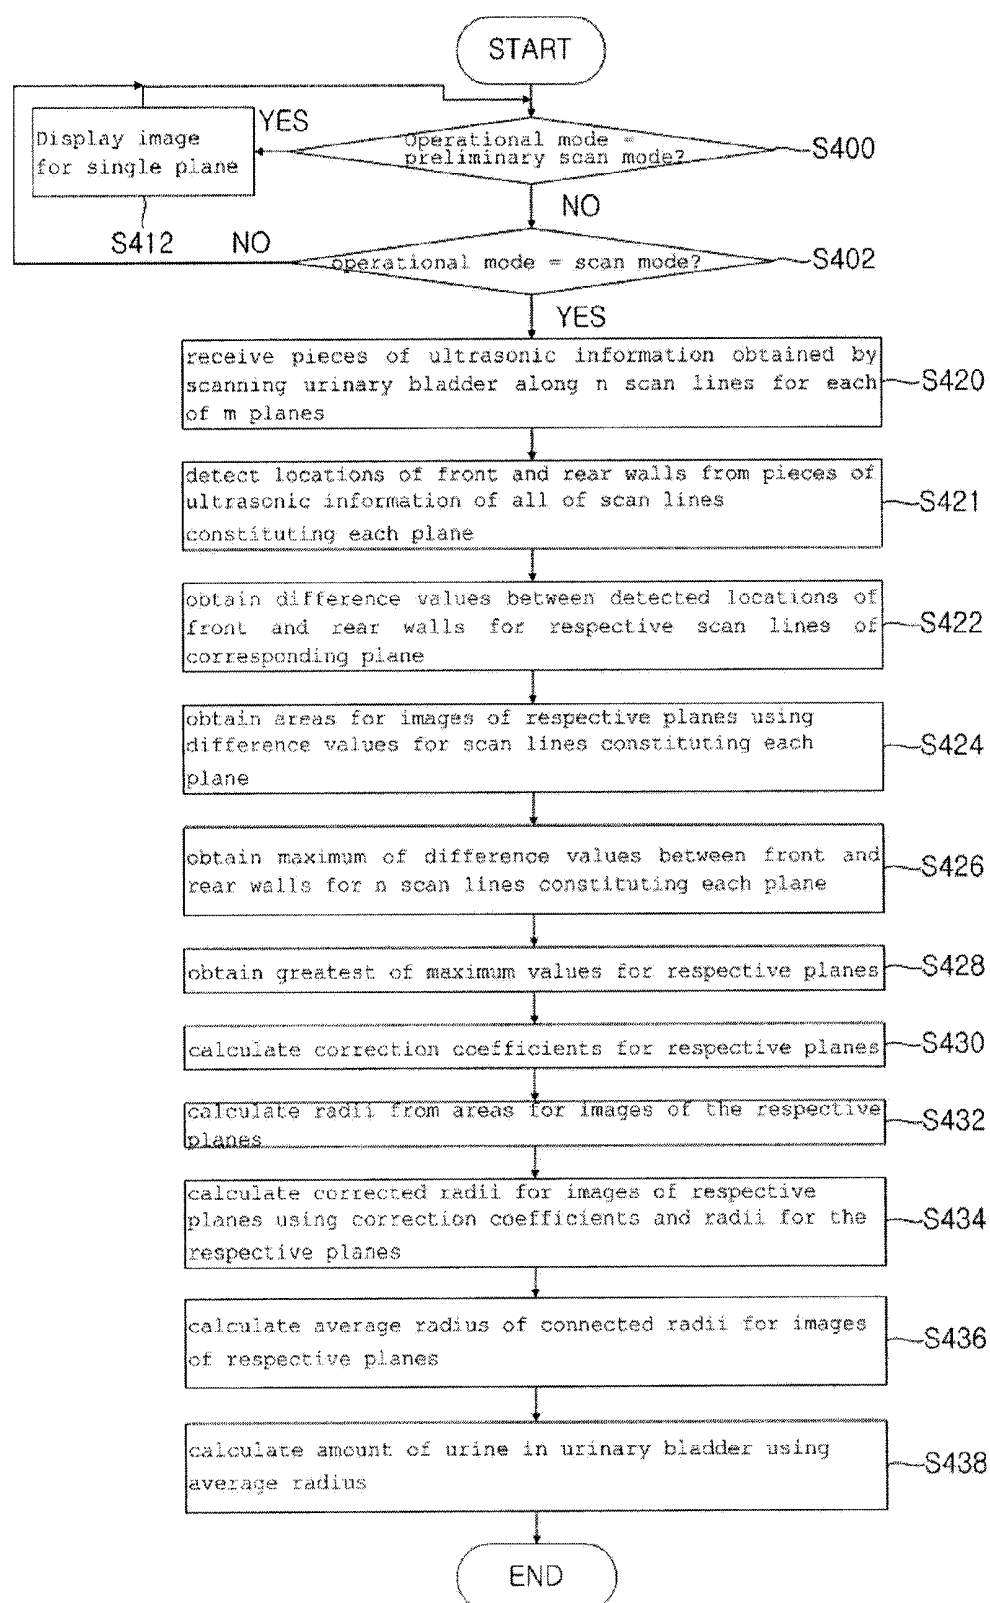 START
Display image
for single plane
YES
Operational mode =
preliminary scan mode?
S400
NO
S412
NO
operational mode = scan mode?
S402
YES
receive pieces of ultrasonic information obtained by
scanning urinary bladder along n scan lines for each
of m planes
S420
detect locations of front and rear walls from pieces of
ultrasonic information of all of scan lines
constituting each plane
S421
obtain difference values between detected locations of
front and rear walls for respective scan lines of
corresponding plane
S422
obtain areas for images of respective planes using
difference values for scan lines constituting each
plane
S424
obtain maximum of difference values between front and
rear walls for n scan lines constituting each plane
S426
obtain greatest of maximum values for respective planes
S428
calculate correction coefficients for respective planes
S430
calculate radii from areas for images of the respective
planes
S432
calculate corrected radii for images of respective
planes using correction coefficients and radii for the
respective planes
S434
calculate average radius of connected radii for images
of respective planes
S436
calculate amount of urine in urinary bladder using
average radius
S438
END